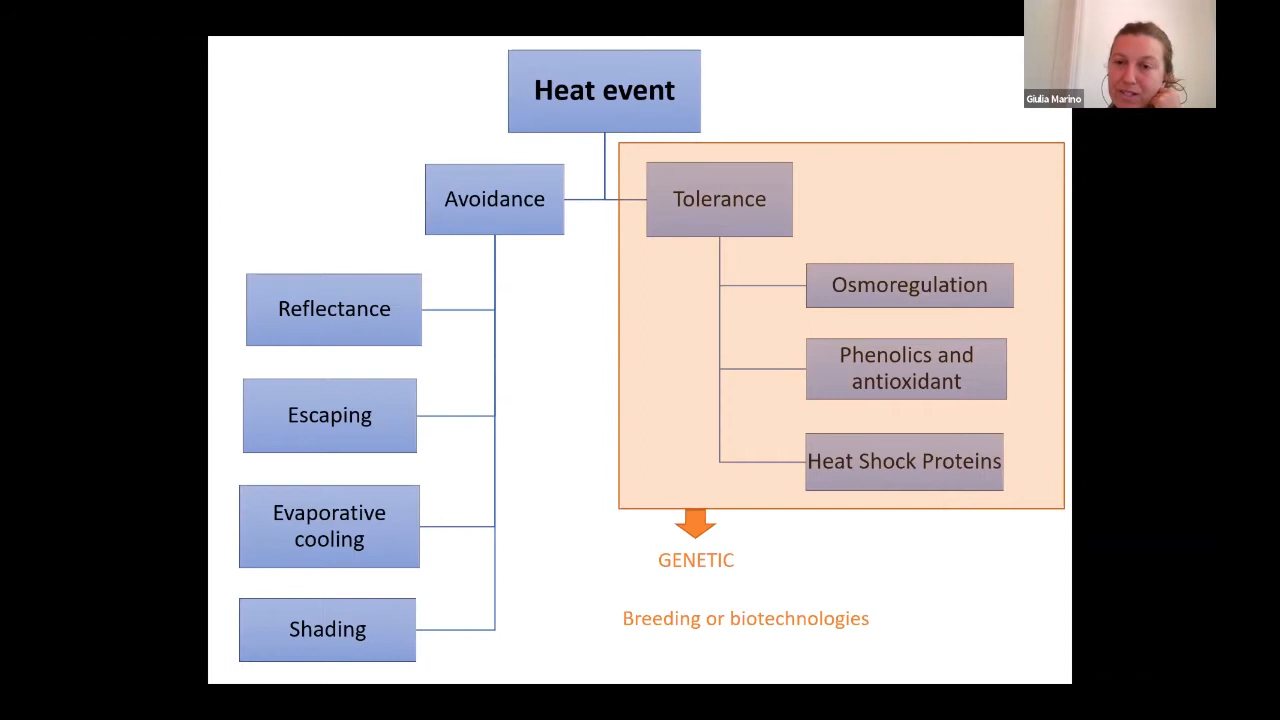 Heat event
Giulia Marino
Avoidance
Tolerance
Reflectance
Escaping
Evaporative
cooling
Shading
Osmoregulation
Phenolics and
antioxidant
Heat Shock Proteins
GENETIC
Breeding or biotechnologies